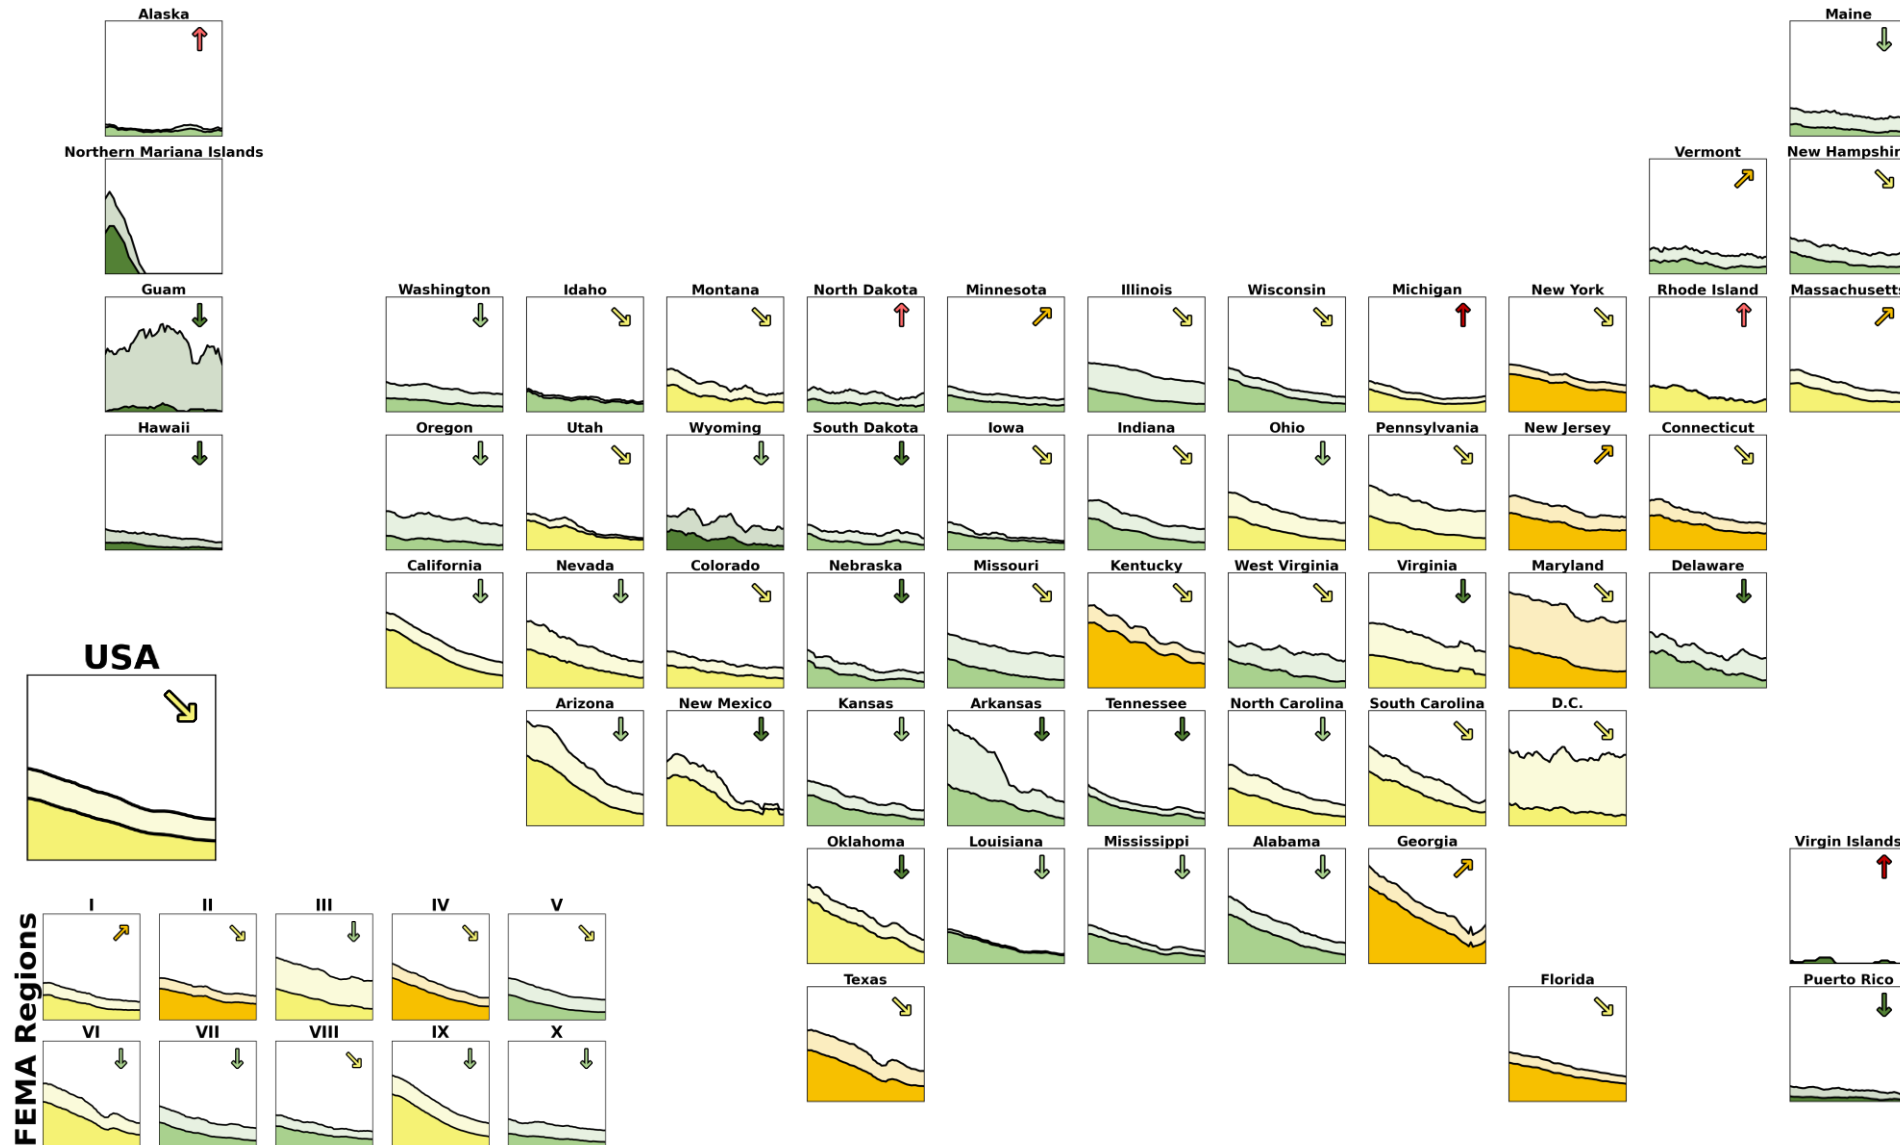 Alaska
Maine
Northern Mariana Islands
Vermont
New Hampshir
Guam
Washington
Idaho
Montana
North Dakota
Minnesota
Illinois
Wisconsin
Michigan
New York
Rhode Island
Massachusetts
Hawaii
Oregon
Utah
Wyoming
South Dakota
Iowa
Indiana
Ohio
Pennsylvania
New Jersey
Connecticut
California
Nevada
Colorado
Nebraska
Missouri
Kentucky
West Virginia
Virginia
Maryland
Delaware
USA
Arizona
New Mexico
Kansas
Arkansas
Tennessee
North Carolina
South Carolina
D.C.
Oklahoma
Louisiana
Mississippi
Alabama
Georgia
Virgin Islands
FEMA Regions
I
II
III
IV
V
Texas
Florida
Puerto Rico
VI
VII
VIII
IX
X